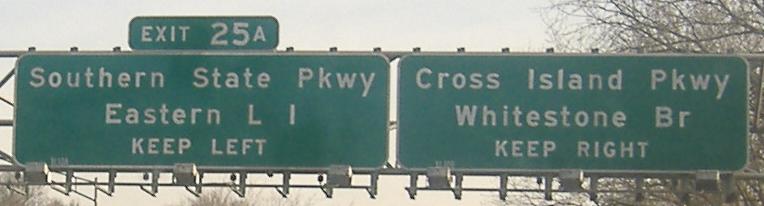 EXIT 25A
Southern State Pkwy
Eastern L I
KEEP LEFT
Cross Island Pkwy
Whitestone Br
KEEP RIGHT